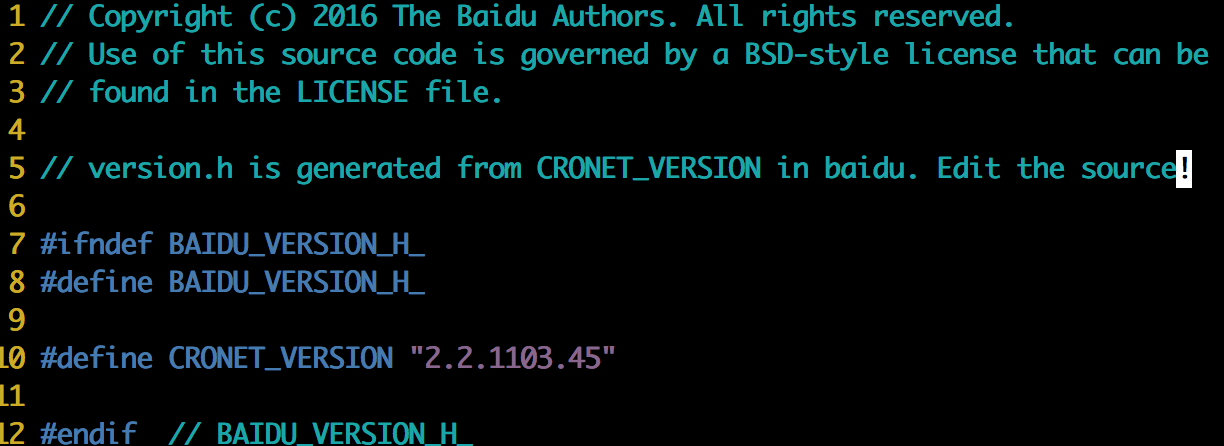 1 // Copyright (c) 2016 The Baidu Authors. All rights reserved.
2 // Use of this source code is governed by a BSD-style license that can be
3 // found in the LICENSE file.
4
5 // version.h is generated from CRONET_VERSION in baidu. Edit the source!
6
7 #ifndef BAIDU_VERSION_H_
8 #define BAIDU_VERSION_H_
9
10 #define CRONET_VERSION "2.2.1103.45"
11
12 #endif  // BAIDU_VERSION_H_